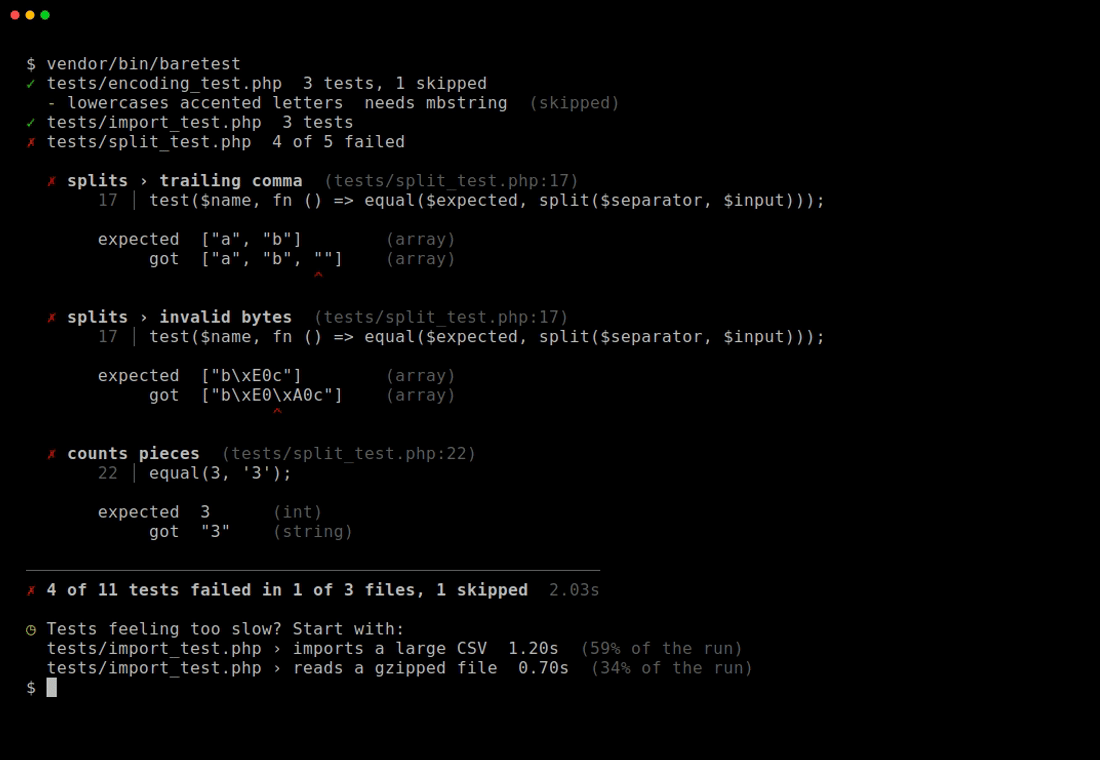 $ vendor/bin/baretest
✓ tests/encoding_test.php  3 tests, 1 skipped
  - lowercases accented letters  needs mbstring  (skipped)
✓ tests/import_test.php  3 tests
✗ tests/split_test.php  4 of 5 failed
✗ splits › trailing comma  (tests/split_test.php:17)
17 │ test($name, fn () => equal($expected, split($separator, $input)));
expected  ["a", "b"]        (array)
got  ["a", "b", ""]    (array)
^
✗ splits › invalid bytes  (tests/split_test.php:17)
17 │ test($name, fn () => equal($expected, split($separator, $input)));
expected  ["b\xE0c"]        (array)
got  ["b\xE0\xA0c"]    (array)
^
✗ counts pieces  (tests/split_test.php:22)
22 │ equal(3, '3');
expected  3      (int)
got  "3"    (string)
✗ 4 of 11 tests failed in 1 of 3 files, 1 skipped  2.03s
◷ Tests feeling too slow? Start with:
tests/import_test.php › imports a large CSV  1.20s  (59% of the run)
tests/import_test.php › reads a gzipped file  0.70s  (34% of the run)
$